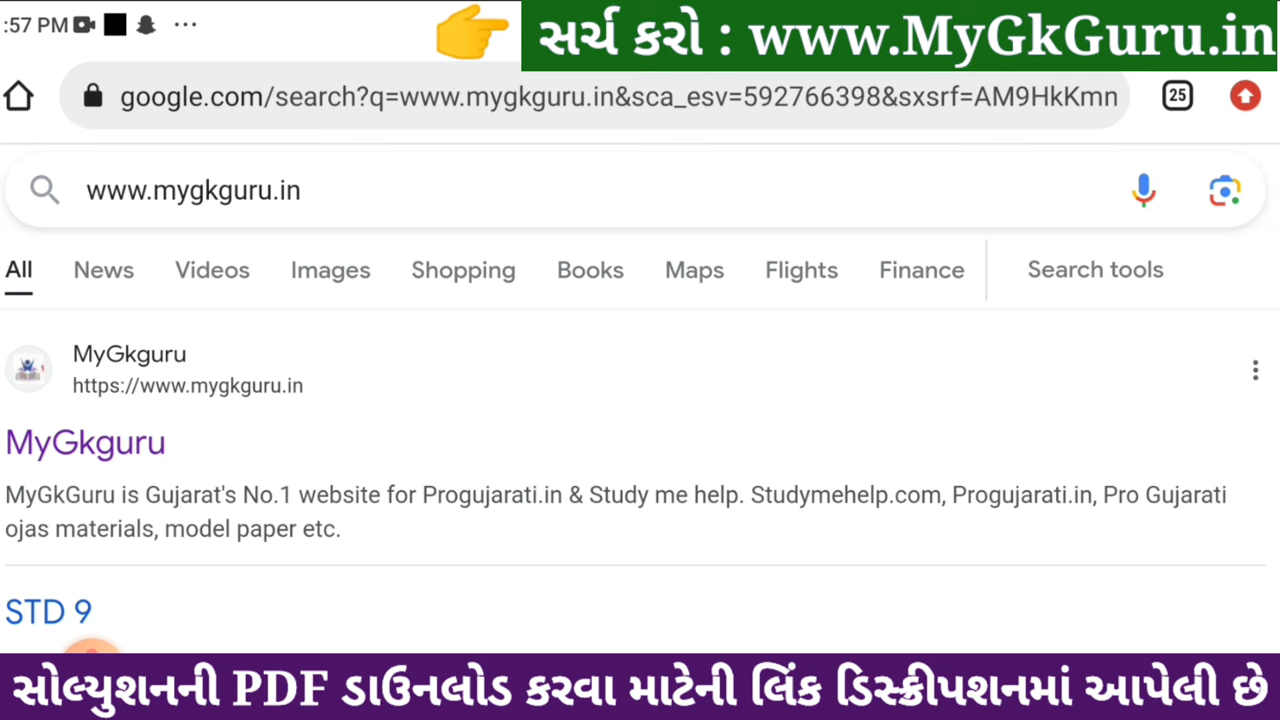 :57 PM
સર્ચ કરો : www.MyGkGuru.in
google.com/search?q=www.mygkguru.in&sca_esv=592766398&sxsrf=AM9HkKmn
25
www.mygkguru.in
All News Videos Images Shopping Books Maps Flights Finance Search tools
MyGkguru
https://www.mygkguru.in
MyGkguru
MyGkGuru is Gujarat's No.1 website for Progujarati.in & Study me help. Studymehelp.com, Progujarati.in, Pro Gujarati
ojas materials, model paper etc.
STD 9
સોલ્યુશનની PDF ડાઉનલોડ કરવા માટેની લિંક ડિસ્ક્રીપશનમાં આપેલી છે